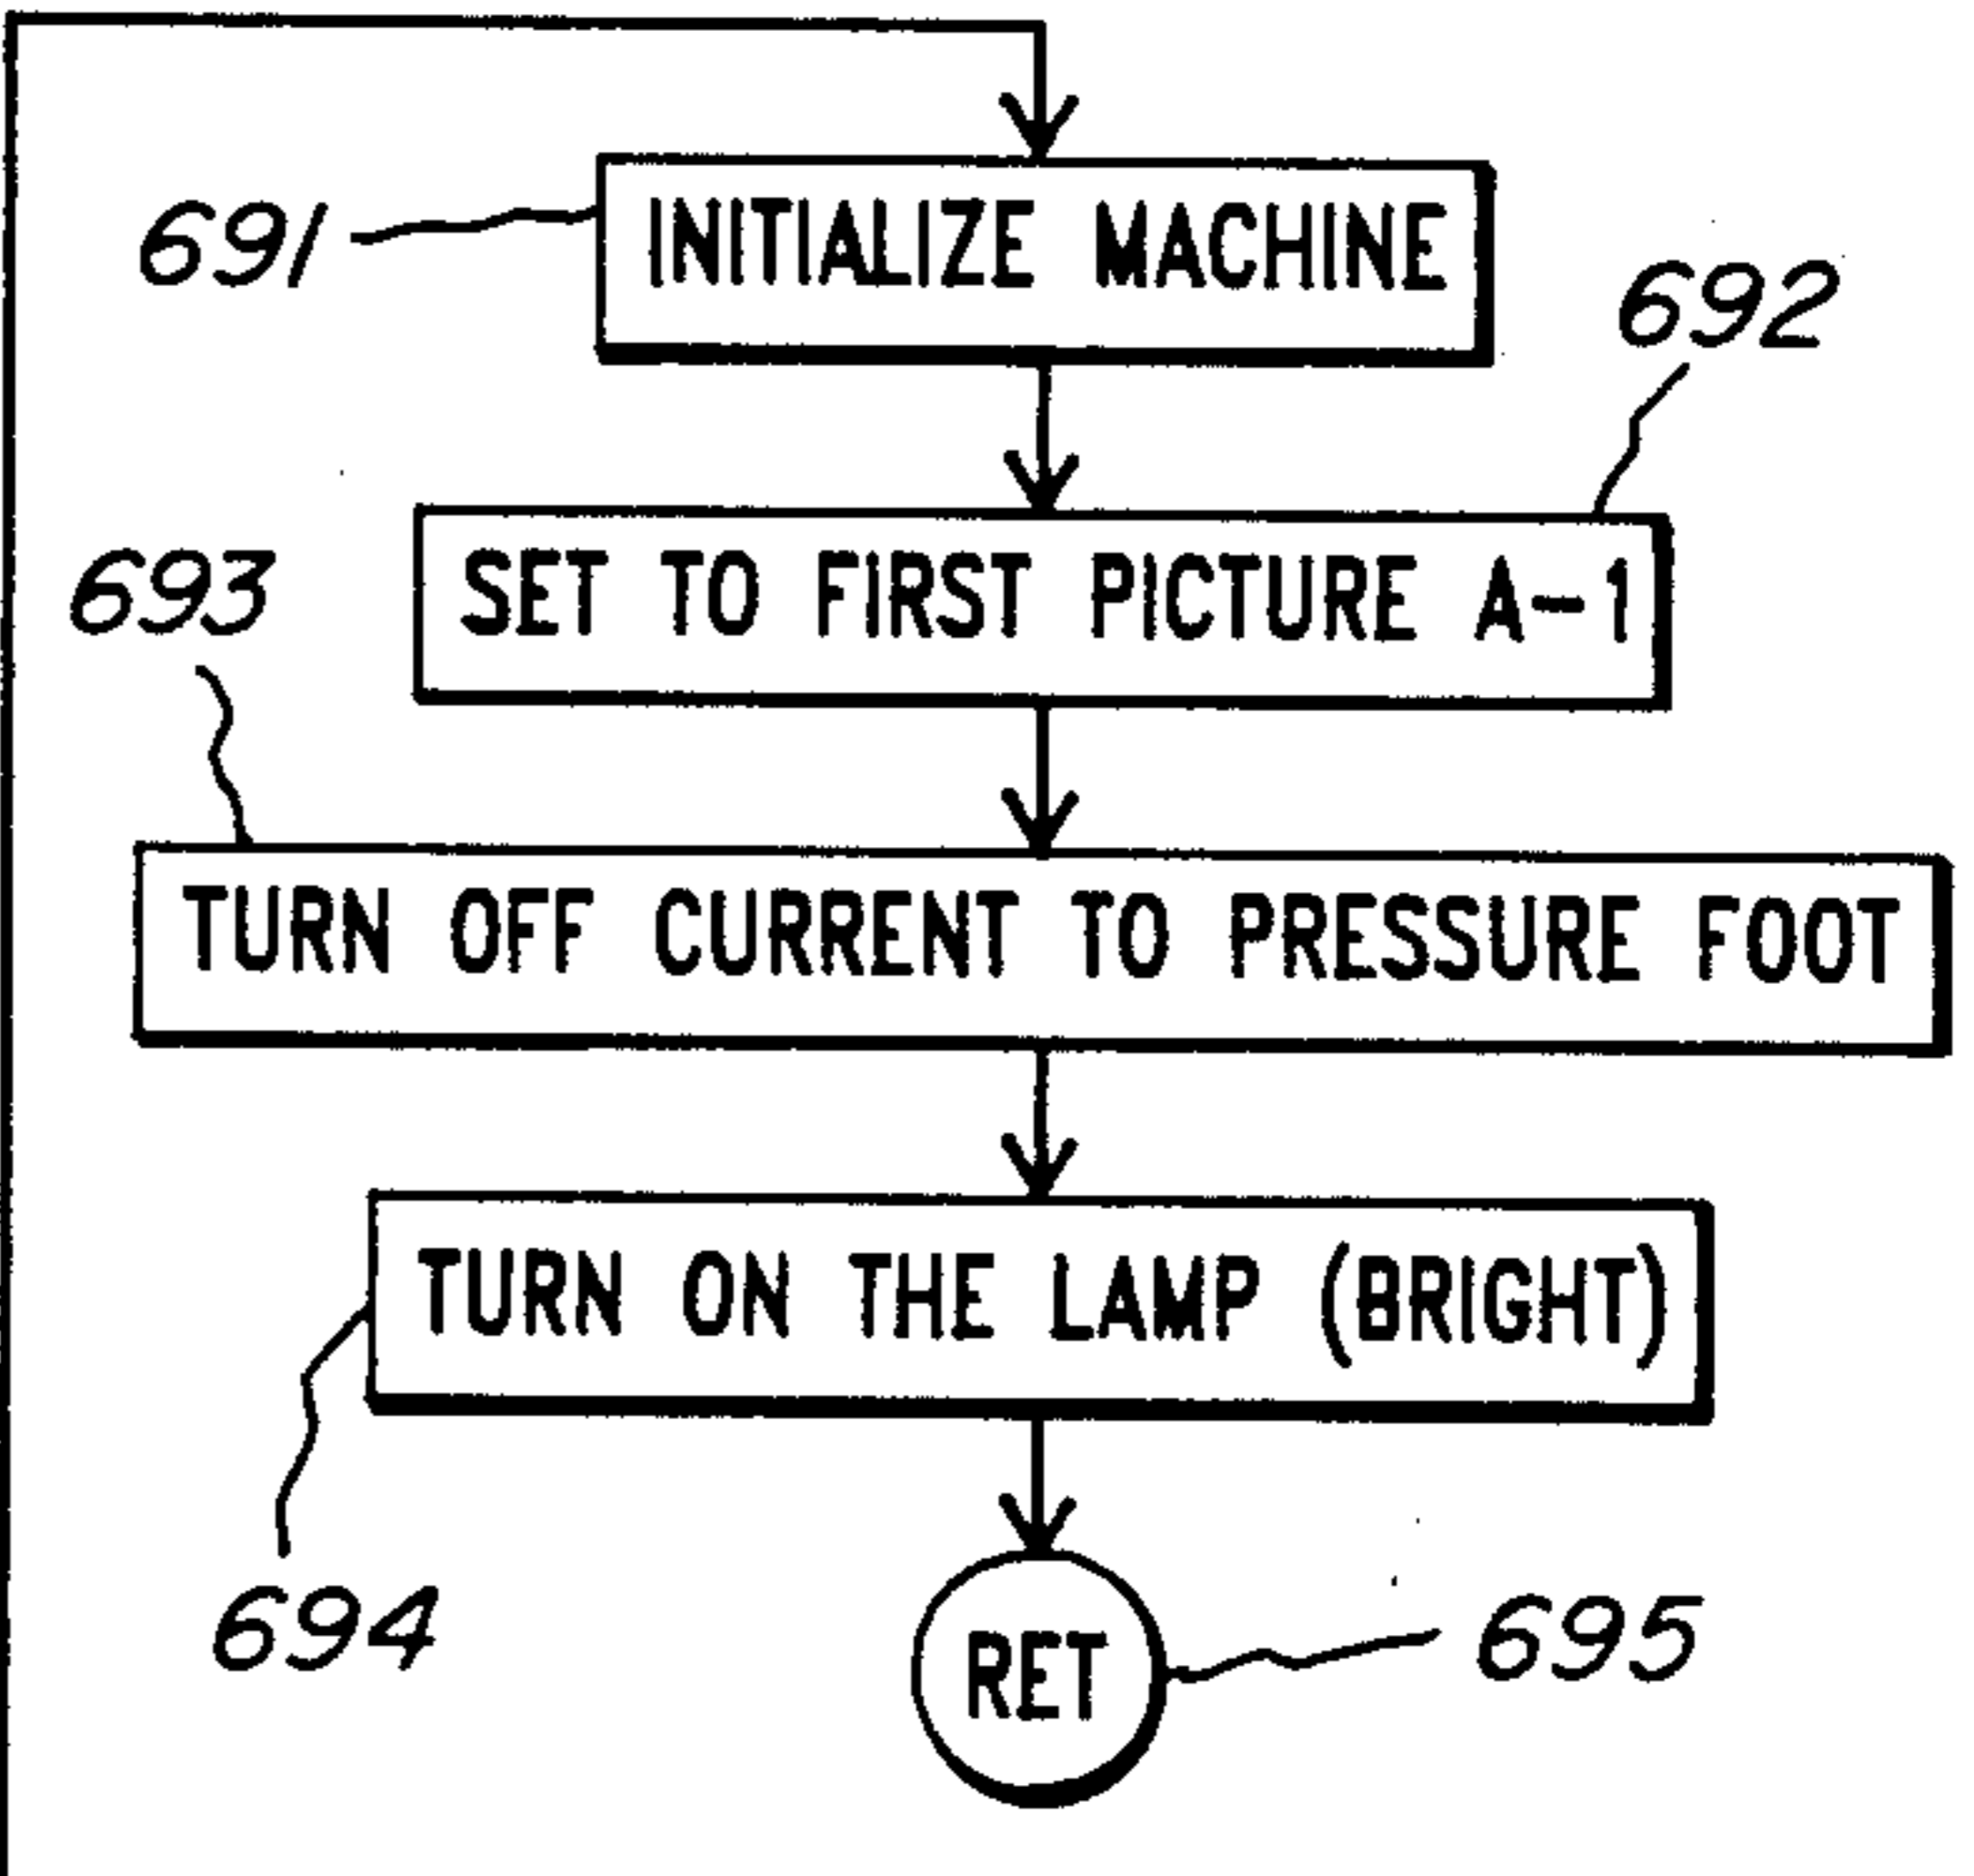 691
INITIALIZE MACHINE
692
SET TO FIRST PICTURE A-1
693
TURN OFF CURRENT TO PRESSURE FOOT
TURN ON THE LAMP (BRIGHT)
694
RET
695